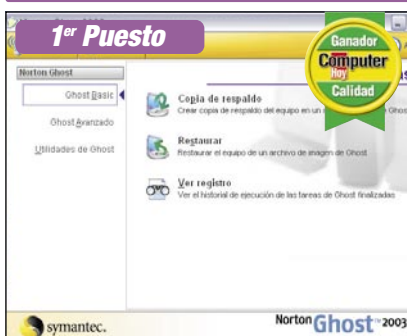 1er Puesto
Ganador
Computer
Hoy
Calidad
Norton Ghost
Ghost Basic
Ghost Avanzado
Utilidades de Ghost
Copia de respaldo
Crear copia de respaldo del equipo en un
Ghos
Restaurar
Restaurar el equipo de un archivo de imagen de Ghost
Ver registro
Ver el historial de ejecución de las tareas de Ghost finalizadas
symantec.
Norton Ghost™ 2003